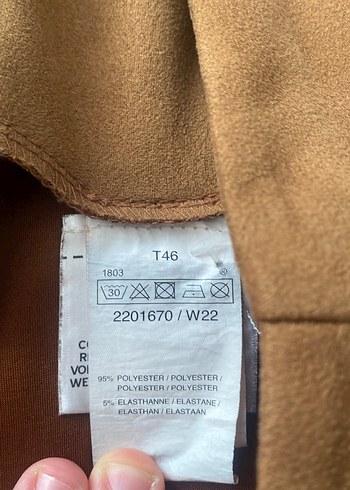 T46
1803
®
30
2201670 / W22
95% POLYESTER / POLYESTER /
POLYESTER / POLYESTER
5% ELASTHANNE / ELASTANE /
ELASTHAN / ELASTAAN